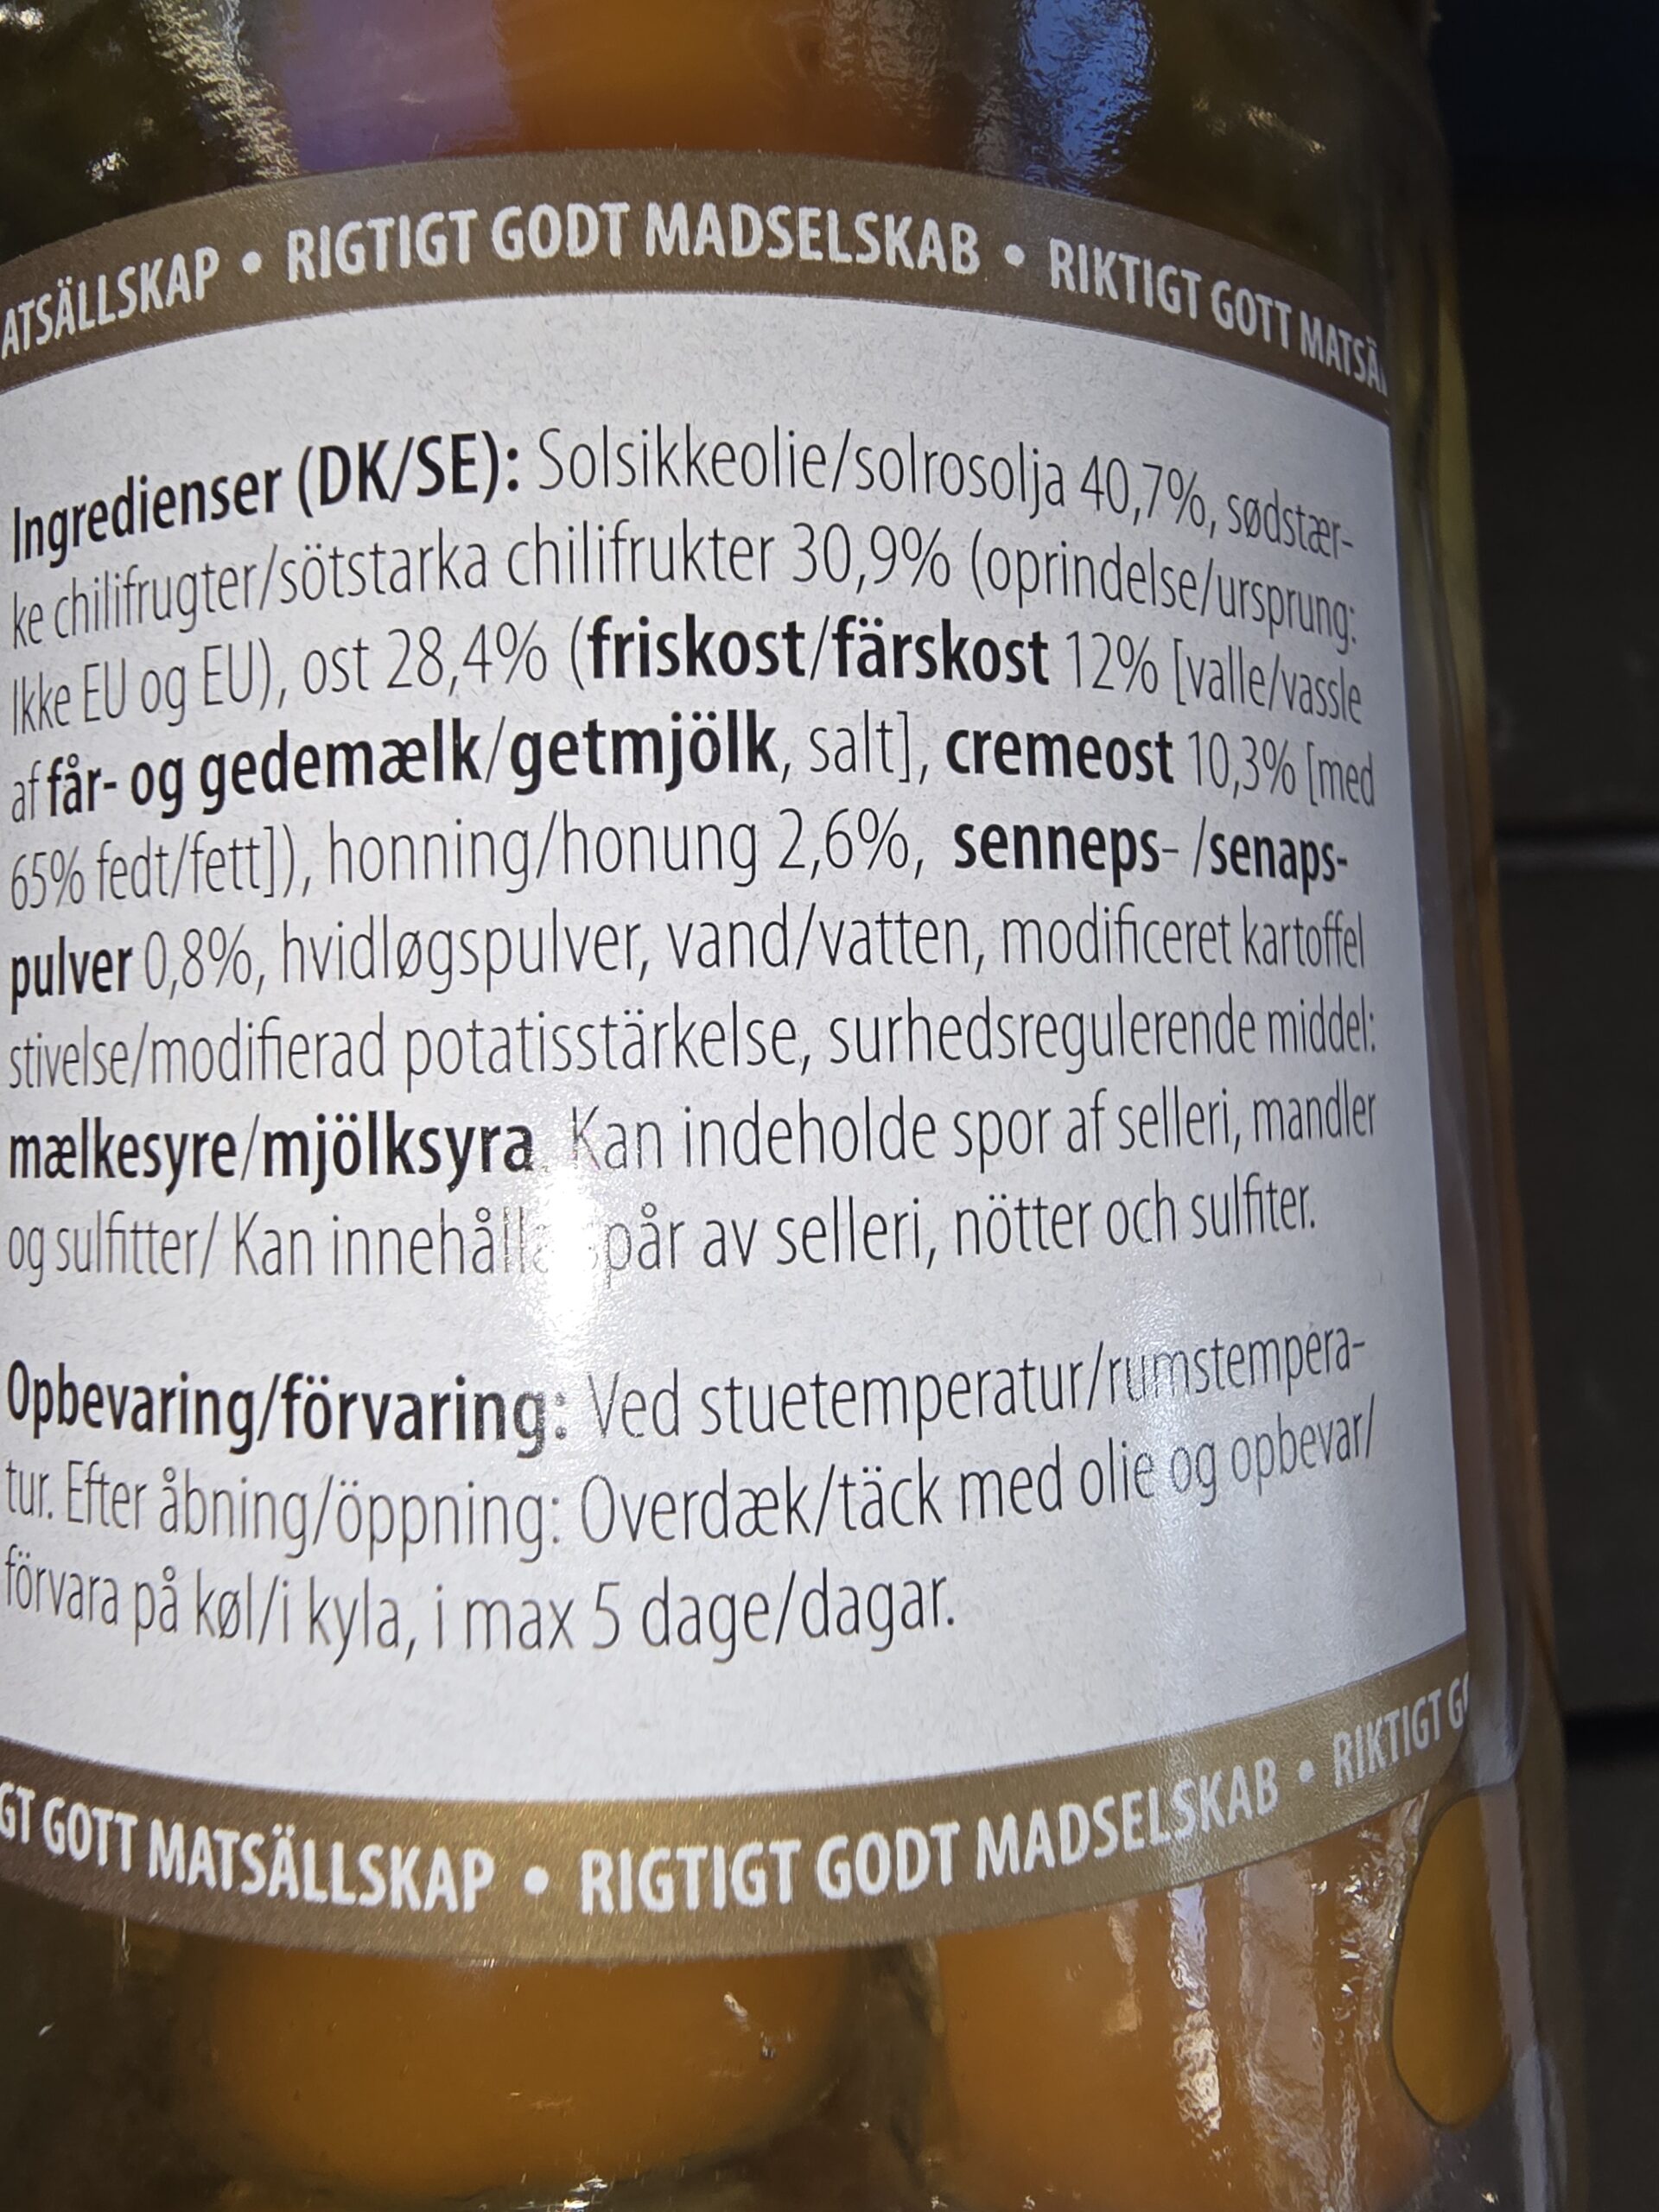 ATSÄLLSKAP • RIGTIGT GODT MADSELSKAB • RIKTIGT GOTT MATSÄ
Ingredienser (DK/SE): Solsikkeolie/solrosolja 40,7%, sødstær-
ke chilifrugter/sötstarka chilifrukter 30,9% (oprindelse/ursprung:
Ikke EU og EU), ost 28,4% (friskost/färskost 12% [valle/vassle
af får- og gedemælk/getmjölk, salt], cremeost 10,3% [med
65% fedt/fett]), honning/honung 2,6%, senneps- /senaps-
pulver 0,8%, hvidløgspulver, vand/vatten, modificeret kartoffel
stivelse/modifierad potatisstärkelse, surhedsregulerende middel:
mælkesyre/mjölksyra. Kan indeholde spor af selleri, mandler
og sulfitter/ Kan innehålla spår av selleri, nötter och sulfiter.
Opbevaring/förvaring: Ved stuetemperatur/rumstempera-
tur. Efter åbning/öppning: Overdæk/täck med olie og opbevar/
förvara på køl/i kyla, i max 5 dage/dagar.
GT GOTT MATSÄLLSKAP • RIGTIGT GODT MADSELSKAB • RIKTIGT G